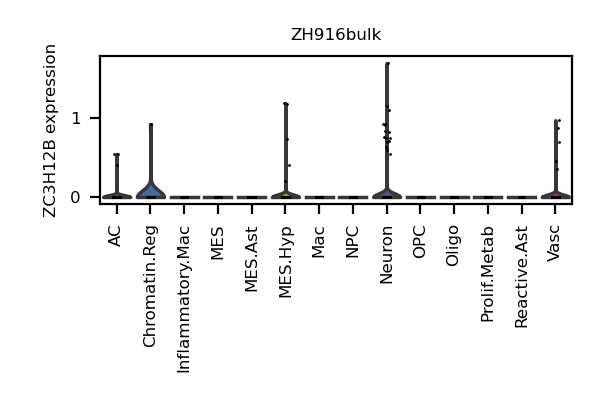 ZH916bulk
ZC3H12B expression
1
0
AC
Chromatin.Reg
Inflammatory.Mac
MES
MES.Ast
MES.Hyp
Mac
NPC
Neuron
OPC
Oligo
Prolif.Metab
Reactive.Ast
Vasc